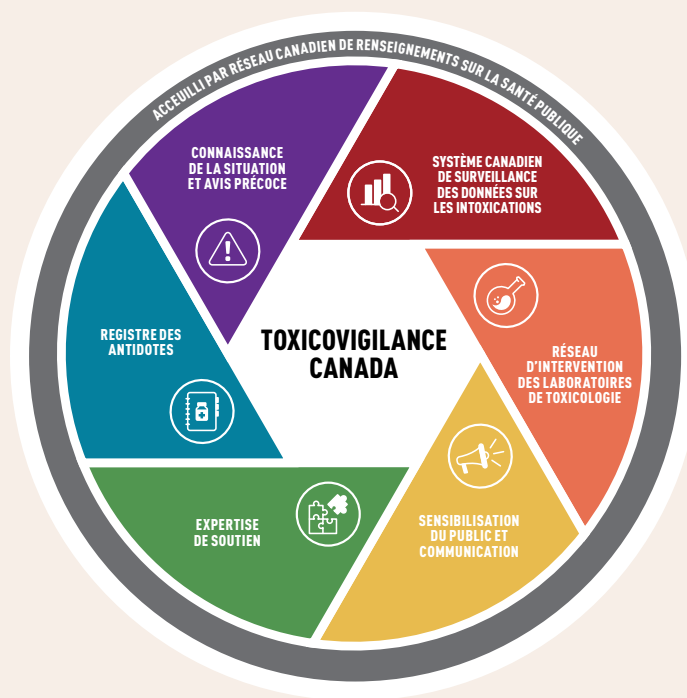 ACCEUILLI PAR RÉSEAU CANADIEN DE RENSEIGNEMENTS SUR LA SANTÉ PUBLIQUE
CONNAISSANCE
DE LA SITUATION
ET AVIS PRÉCOCE
SYSTÈME CANADIEN
DE SURVEILLANCE
DES DONNÉES SUR
LES INTOXICATIONS
REGISTRE DES
ANTIDOTES
TOXICOVIGILANCE
CANADA
RÉSEAU
D'INTERVENTION
DES LABORATOIRES
DE TOXICOLOGIE
EXPERTISE
DE SOUTIEN
SENSIBILISATION
DU PUBLIC ET
COMMUNICATION